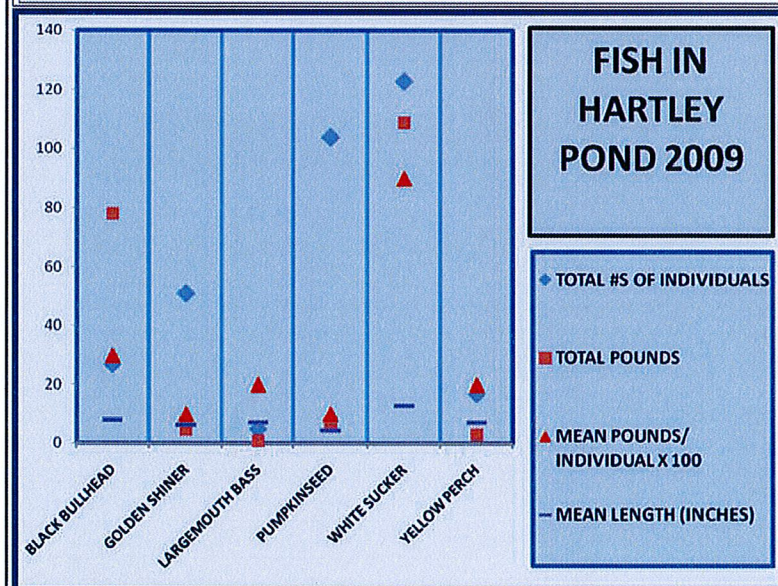 FISH IN
HARTLEY
POND 2009
140
120
100
80
60
40
20
0
BLACK BULLHEAD
GOLDEN SHINER
LARGEMOUTH BASS
PUMPKINSEED
WHITE SUCKER
YELLOW PERCH
TOTAL #S OF INDIVIDUALS
TOTAL POUNDS
MEAN POUNDS/
INDIVIDUAL X 100
MEAN LENGTH (INCHES)